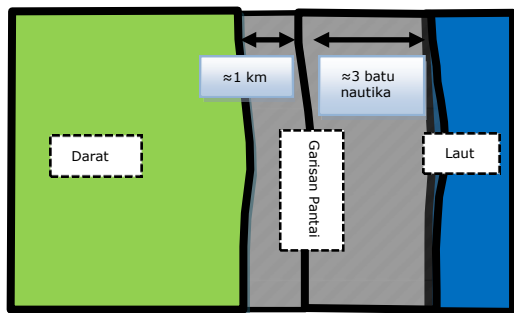 ≈1 km
≈3 batu
nautika
Darat
Garisan Pantai
Laut